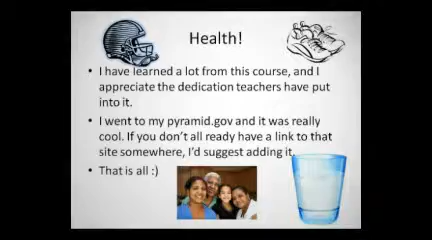 Health!
• I have learned a lot from this course, and I
appreciate the dedication teachers have put
into it.
• I went to my pyramid.gov and it was really
cool. If you don't all ready have a link to that
site somewhere, I'd suggest adding it.
• That is all :)